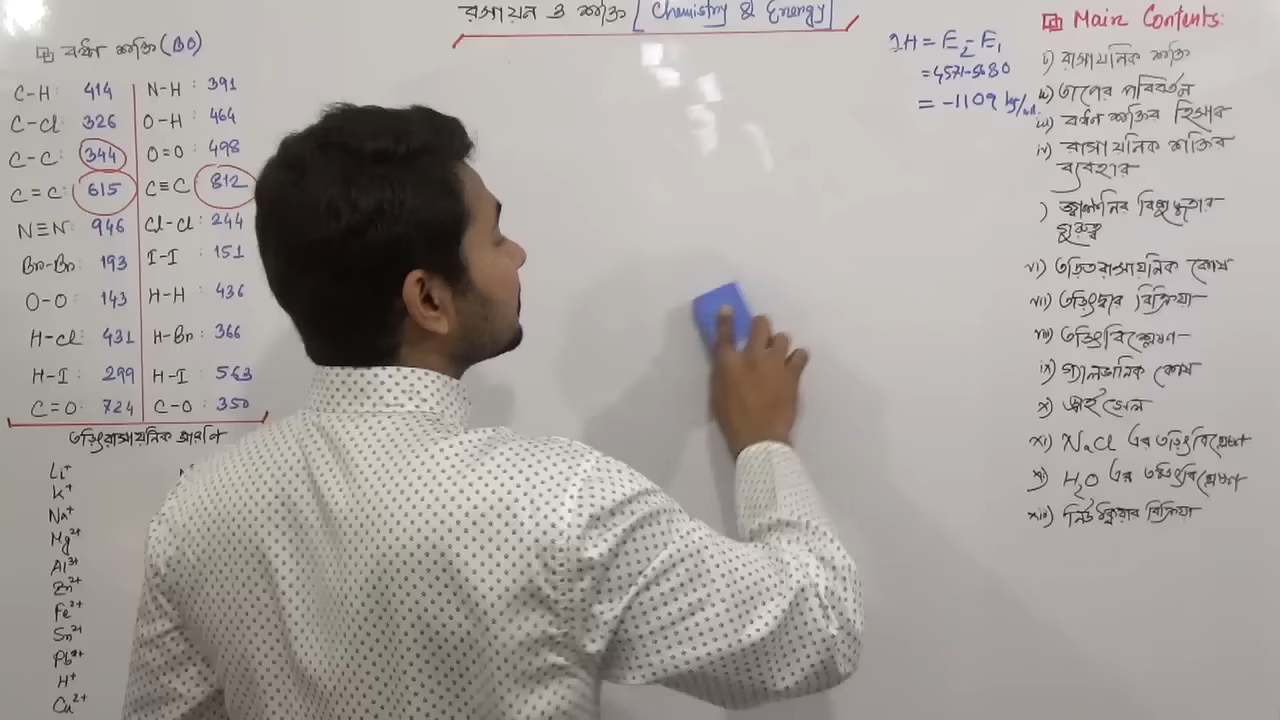 রসায়ন ও শক্তি [Chemistry & Energy]
বন্ধন শক্তি (BO)
C-H: 414
C-Cl: 326
C-C: 344
C=C: 615
N≡N: 946
Br-Br: 193
O-O: 143
H-Cl: 431
H-I: 299
C=O: 724
N-H: 391
O-H: 464
O=O: 498
C≡C: 812
Cl-Cl: 244
I-I: 151
H-H: 436
H-Br: 366
H-I: 563
C-O: 350
তড়িৎরাসায়নিক সারণি
Li⁺
K⁺
Na⁺
Mg²⁺
Al³⁺
Zn²⁺
Fe²⁺
Sn²⁺
Pb²⁺
H⁺
Cu²⁺
H = E₂-E₁
= 4571-5680
= -1109 kJ/
Main Contents:
i) রাসায়নিক শক্তি
ii) তাপের পরিবর্তন
iii) বন্ধন শক্তির হিসাব
iv) রাসায়নিক শক্তির
ব্যবহার
) জ্বালানির বিশুদ্ধতার
গুরুত্ব
vi) তড়িৎরাসায়নিক কোষ
vii) তড়িৎদ্বার বিক্রিয়া
viii) তড়িৎবিশ্লেষণ
ix) গ্যালভানিক কোষ
x) ড্রাই সেল
xi) NaCl এর তড়িৎবিশ্লেষণ
xii) H₂O এর তড়িৎবিশ্লেষণ
xiii) নিউক্লিয়ার বিক্রিয়া